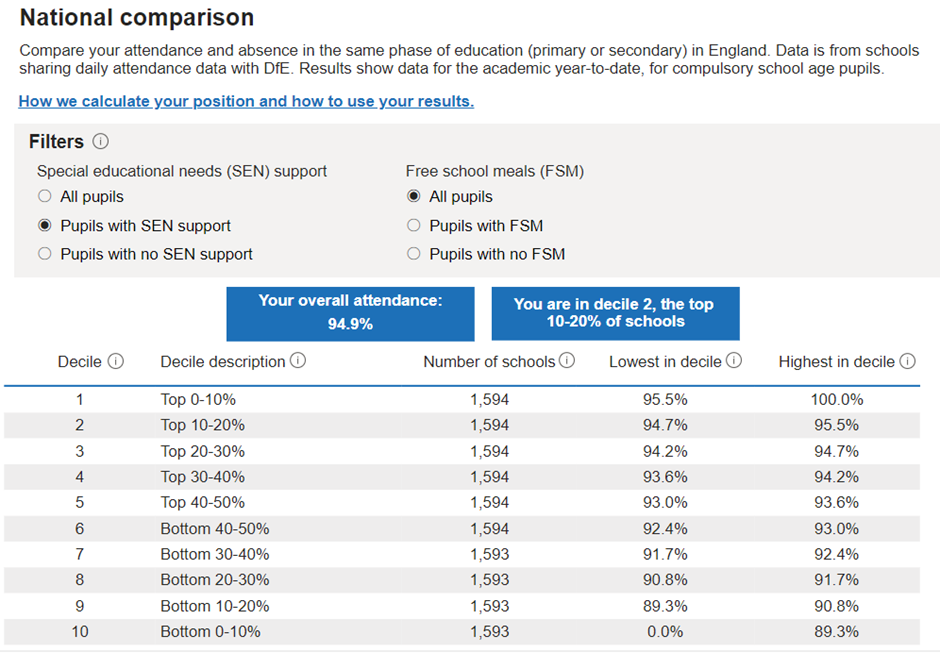 National comparison
Compare your attendance and absence in the same phase of education (primary or secondary) in England. Data is from schools
sharing daily attendance data with DfE. Results show data for the academic year-to-date, for compulsory school age pupils.
How we calculate your position and how to use your results.
Filters
Special educational needs (SEN) support
All pupils
Pupils with SEN support
Pupils with no SEN support
Free school meals (FSM)
All pupils
Pupils with FSM
Pupils with no FSM
Your overall attendance:
94.9%
You are in decile 2, the top
10-20% of schools
Decile Decile description Number of schools Lowest in decile Highest in decile
1 Top 0-10% 1,594 95.5% 100.0%
2 Top 10-20% 1,594 94.7% 95.5%
3 Top 20-30% 1,594 94.2% 94.7%
4 Top 30-40% 1,594 93.6% 94.2%
5 Top 40-50% 1,594 93.0% 93.6%
6 Bottom 40-50% 1,594 92.4% 93.0%
7 Bottom 30-40% 1,593 91.7% 92.4%
8 Bottom 20-30% 1,593 90.8% 91.7%
9 Bottom 10-20% 1,593 89.3% 90.8%
10 Bottom 0-10% 1,593 0.0% 89.3%